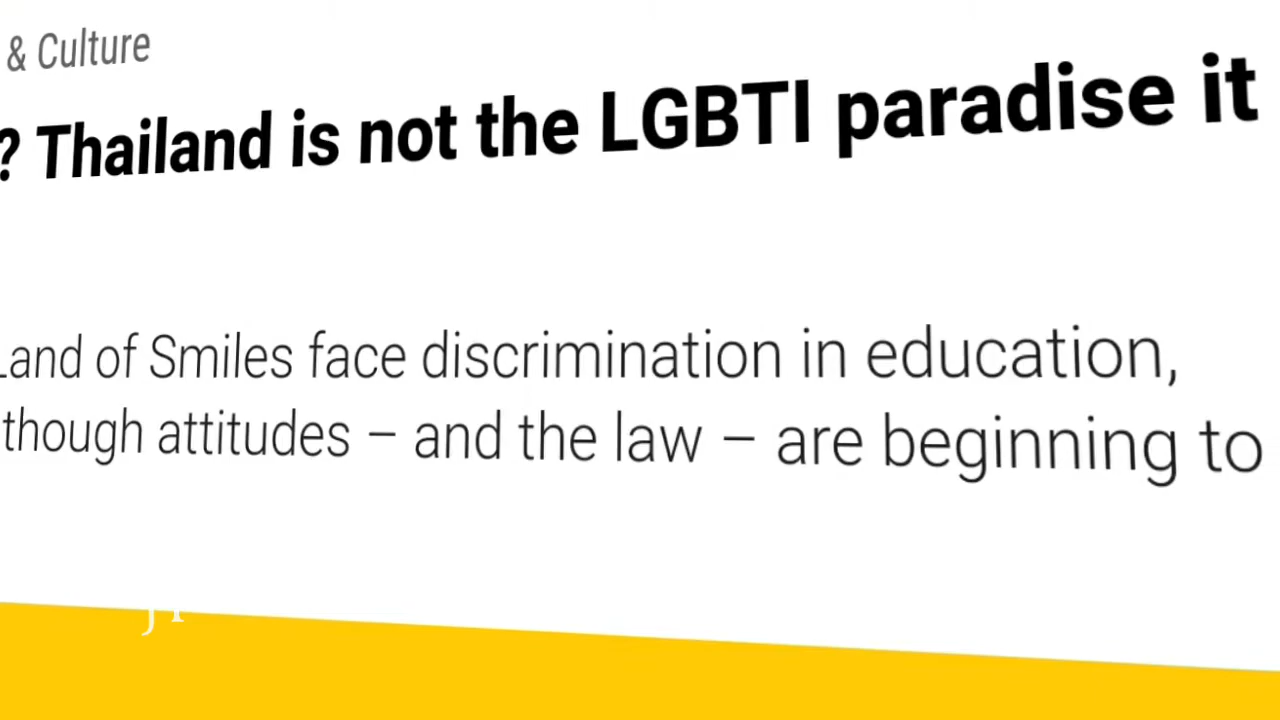 & Culture
? Thailand is not the LGBTI paradise it
Land of Smiles face discrimination in education,
though attitudes – and the law – are beginning to